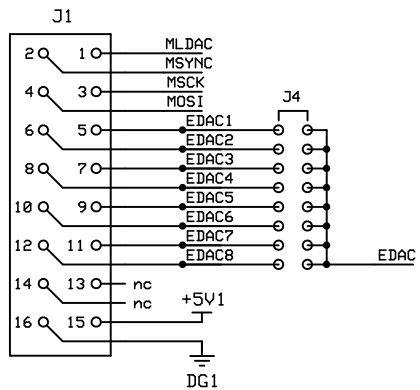 J1
2 1 MLDAC
MSYNC
4 3 MSCK
MOSI
J4
6 5 EDAC1
EDAC2
8 7 EDAC3
EDAC4
10 9 EDAC5
EDAC6
12 11 EDAC7
EDAC8 EDAC
14 13 nc
nc
+5V1
16 15
DG1